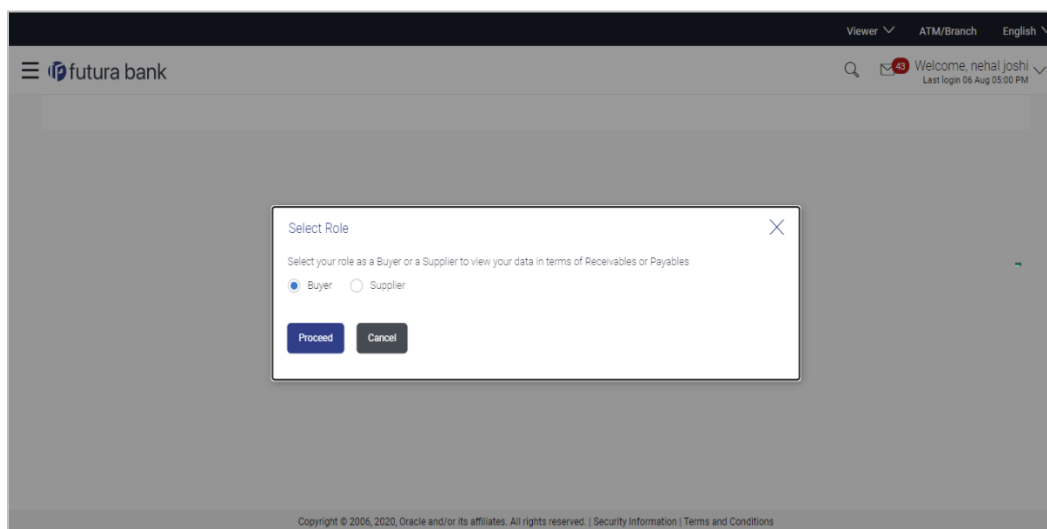 Viewer ATM/Branch English
futura bank
43 Welcome, nehal joshi
Last login 06 Aug 05:00 PM
Select Role
Select your role as a Buyer or a Supplier to view your data in terms of Receivables or Payables
Buyer Supplier
Proceed Cancel
Copyright © 2006, 2020, Oracle and/or its affiliates. All rights reserved. | Security Information | Terms and Conditions